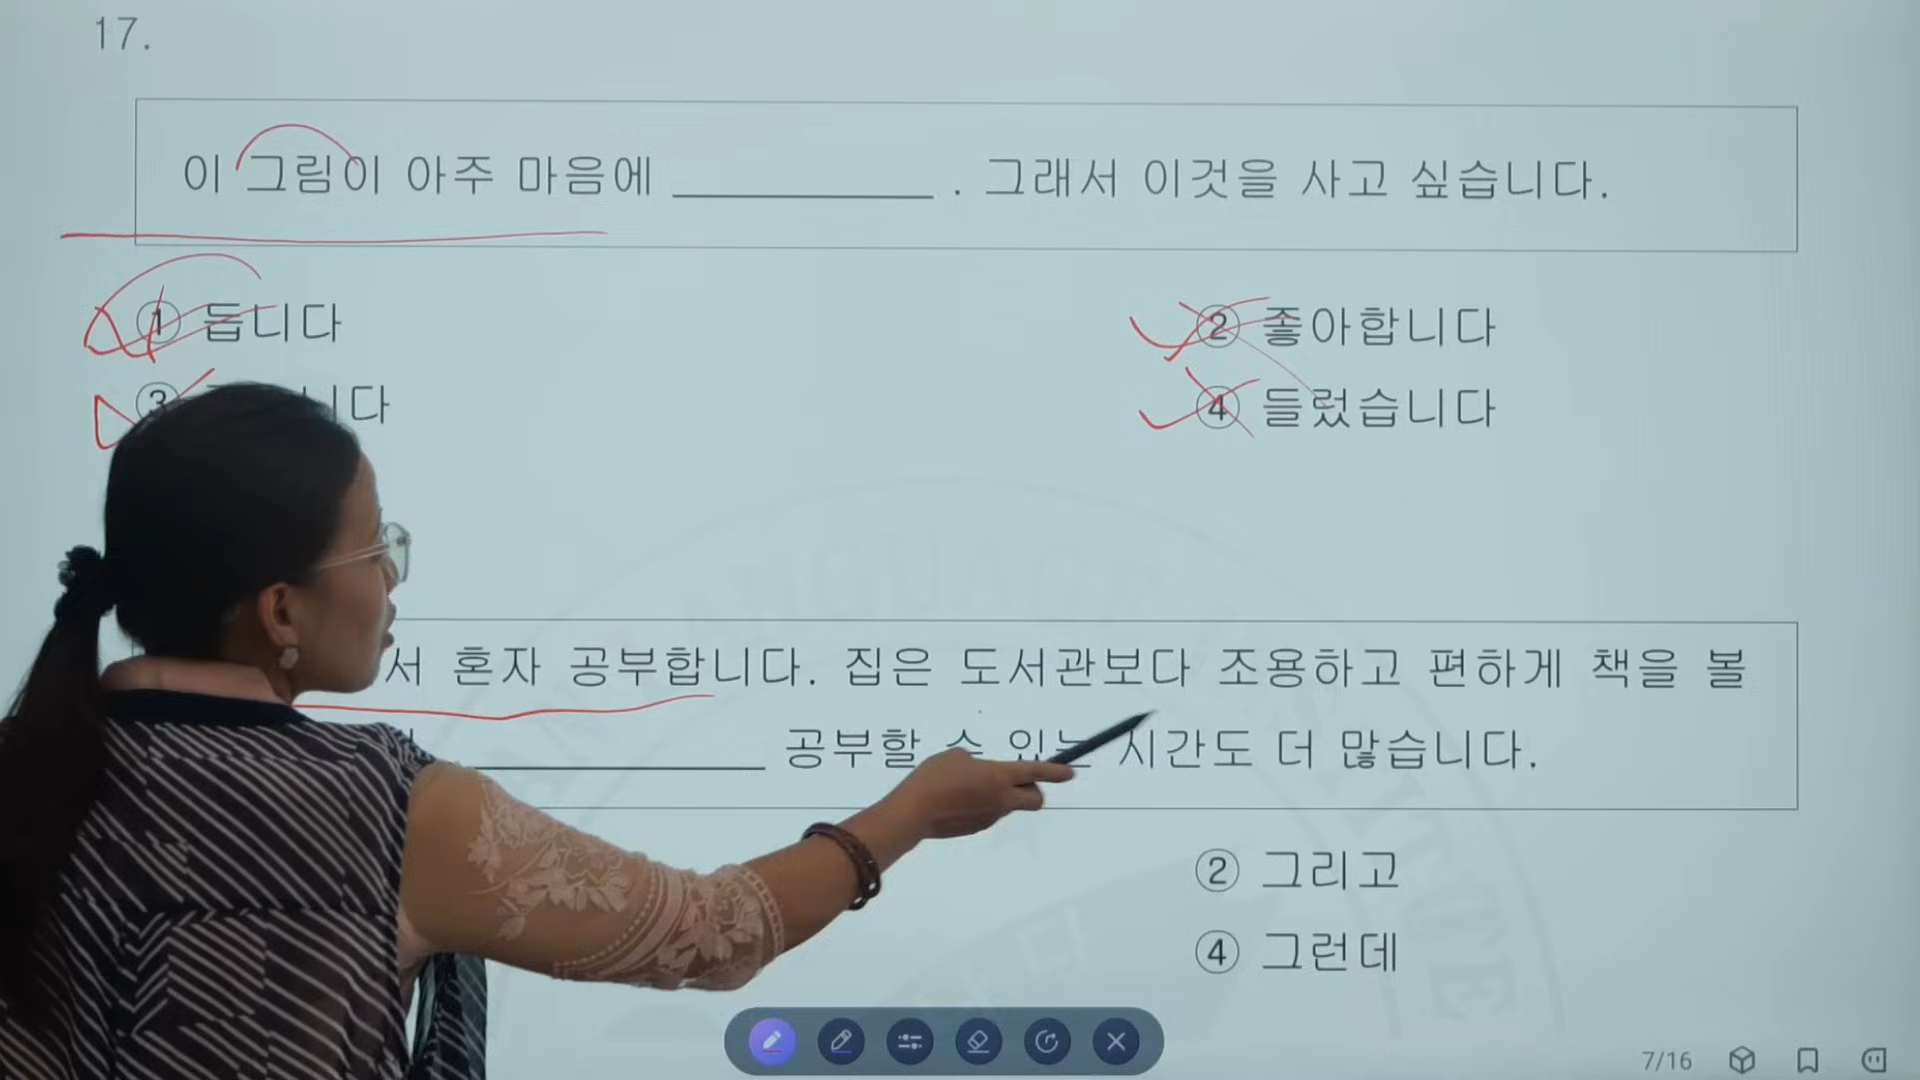 17.
이 그림이 아주 마음에 __________ . 그래서 이것을 사고 싶습니다.
① 듭니다
② 좋아합니다
③ 니다
④ 들렀습니다
서 혼자 공부합니다. 집은 도서관보다 조용하고 편하게 책을 볼
__________ 공부할 수 있는 시간도 더 많습니다.
② 그리고
④ 그런데
LANGUAGE
7/16